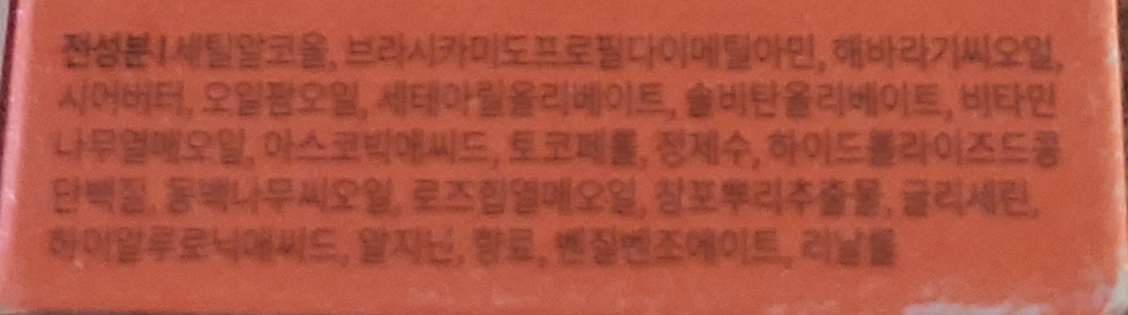 전성분 | 세틸알코올, 브라시카미도프로필다이메틸아민, 해바라기씨오일,
시어버터, 오일팜오일, 세테아릴올리베이트, 솔비탄올리베이트, 비타민
나무열매오일, 아스코빅애씨드, 토코페롤, 정제수, 하이드롤라이즈드콩
단백질, 동백나무씨오일, 로즈힙열매오일, 창포뿌리추출물, 글리세린,
하이알루로닉애씨드, 알지닌, 향료, 벤질벤조에이트, 리날룰